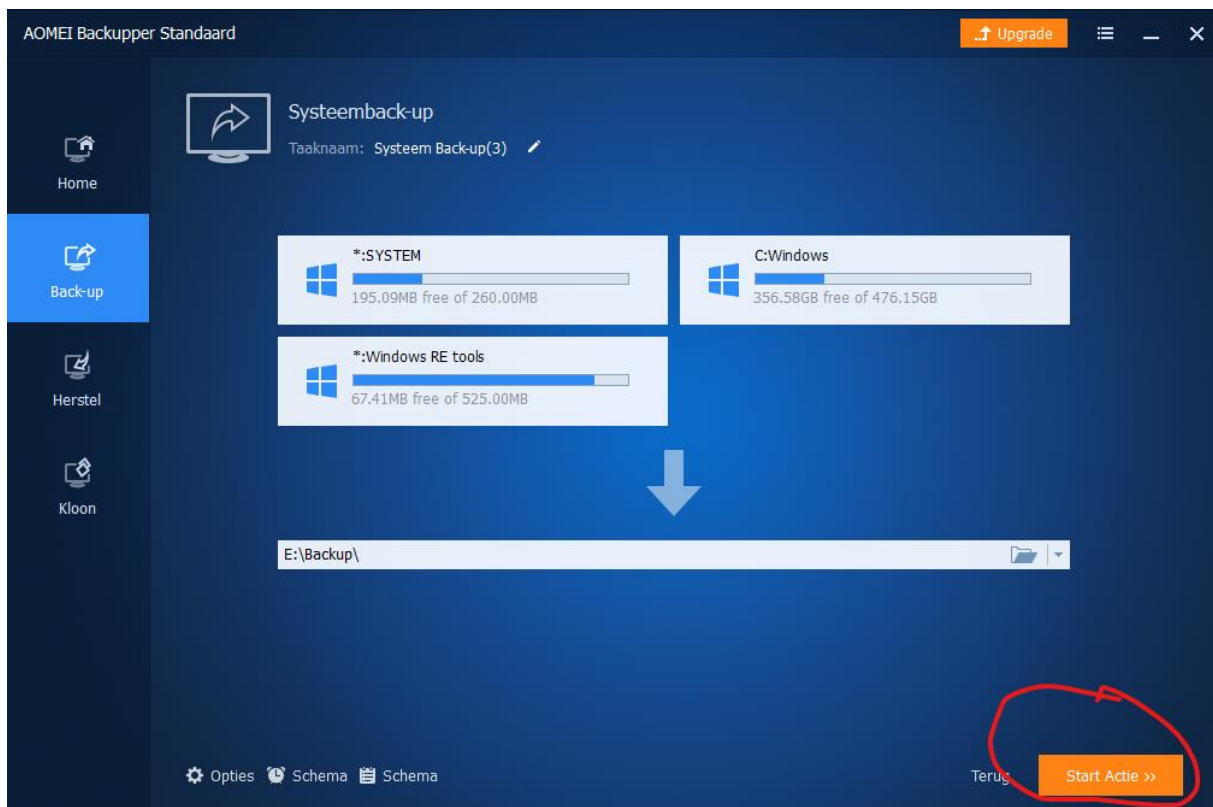 AOMEI Backupper Standaard
Upgrade
Systeemback-up
Taaknaam: Systeem Back-up(3)
Home
Back-up
Herstel
Kloon
*:SYSTEM
195.09MB free of 260.00MB
C:Windows
356.58GB free of 476.15GB
*:Windows RE tools
67.41MB free of 525.00MB
E:\Backup\
Opties Schema Schema
Terug Start Actie >>